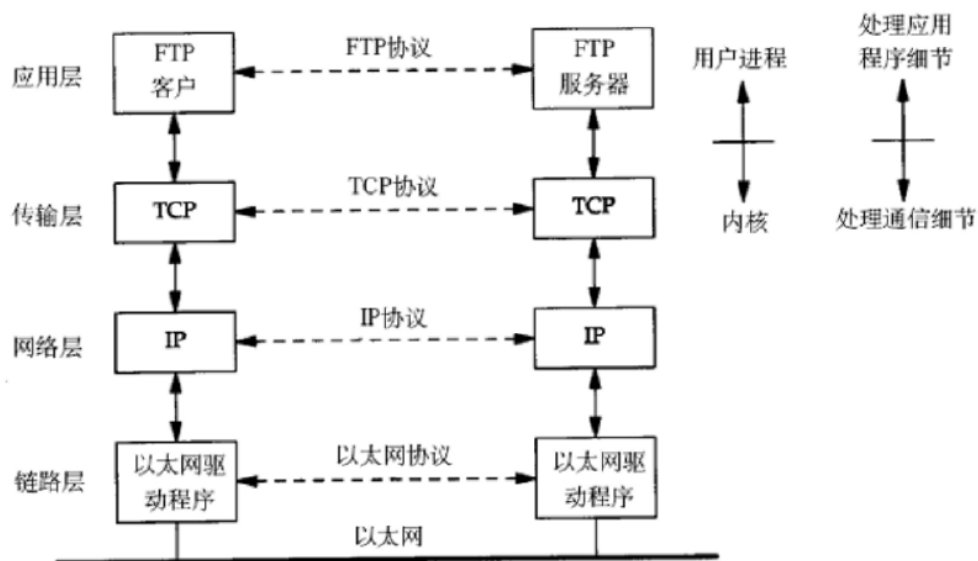 应用层
FTP
客户
FTP协议
FTP
服务器
用户进程
处理应用
程序细节
传输层
TCP
TCP协议
TCP
内核
处理通信细节
网络层
IP
IP协议
IP
链路层
以太网驱
动程序
以太网协议
以太网驱
动程序
以太网